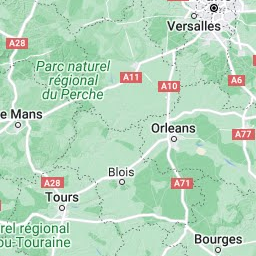 Versailles
A28
Parc naturel
régional
du Perche
A11
A10
A6
e Mans
Orleans
A77
Blois
A28
A71
Tours
el régional
ou-Touraine
Bourges